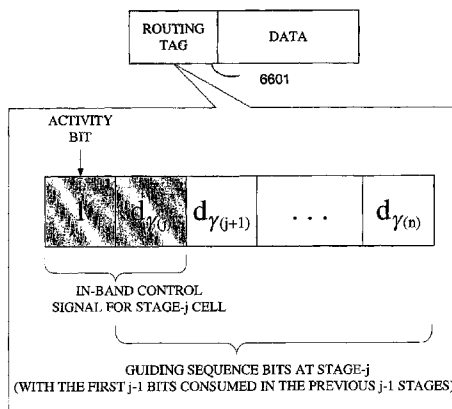 ROUTING TAG
DATA
6601
ACTIVITY BIT
1 dγ(j) dγ(j+1) . . . dγ(n)
IN-BAND CONTROL
SIGNAL FOR STAGE-j CELL
GUIDING SEQUENCE BITS AT STAGE-j
(WITH THE FIRST j-1 BITS CONSUMED IN THE PREVIOUS j-1 STAGES)